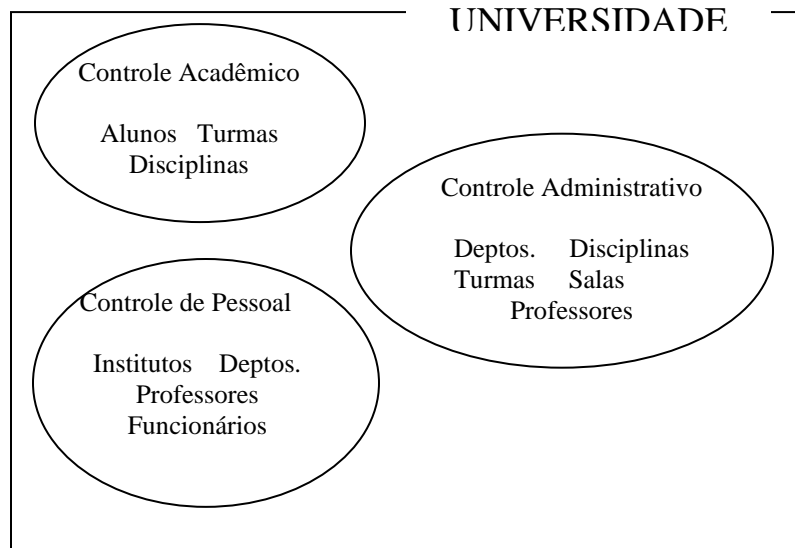 UNIVERSIDADE
Controle Acadêmico
Alunos Turmas
Disciplinas
Controle Administrativo
Deptos. Disciplinas
Turmas Salas
Professores
Controle de Pessoal
Institutos Deptos.
Professores
Funcionários